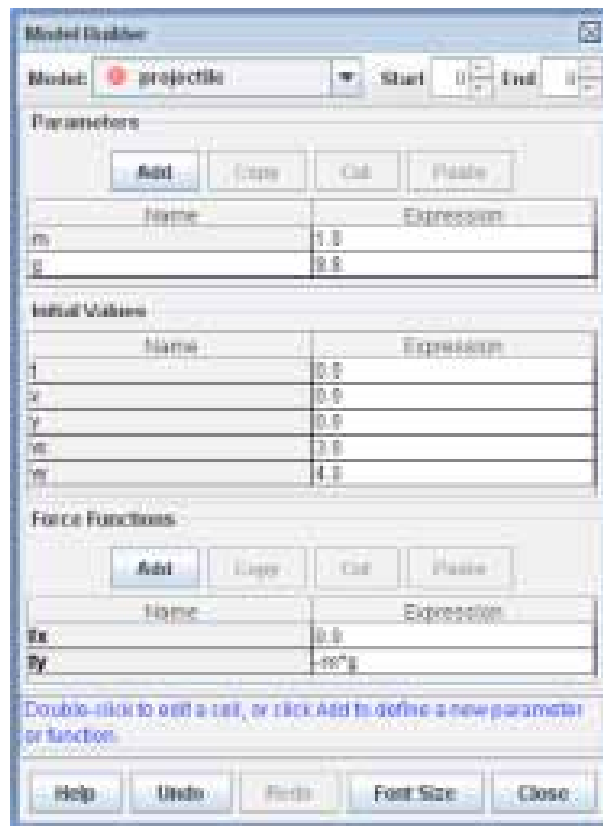 Model Builder
Model: projectile Start 0 End
Parameters
Add Copy Cut Paste
Name Expression
m 1.0
g 9.8
Initial Values
Name Expression
t 0.0
x 0.0
y 0.0
vx 3.0
vy 4.0
Force Functions
Add Copy Cut Paste
Name Expression
fx 0.0
fy -m*g
Double-click to edit a cell, or click Add to define a new parameter
or function.
Help Undo Redo Font Size Close